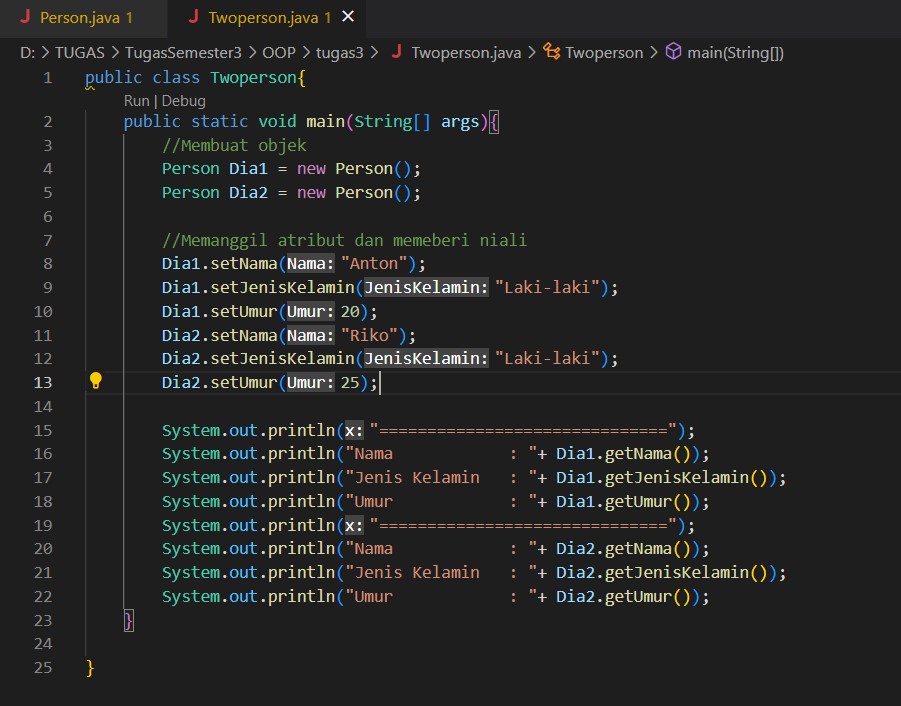 J Person.java 1 J Twoperson.java 1 ×
D: > TUGAS > TugasSemester3 > OOP > tugas3 > J Twoperson.java > Twoperson > main(String[])
1 public class Twoperson{
Run | Debug
2 public static void main(String[] args){
3 //Membuat objek
4 Person Dia1 = new Person();
5 Person Dia2 = new Person();
6
7 //Memanggil atribut dan memeberi niali
8 Dia1.setNama(Nama: "Anton");
9 Dia1.setJenisKelamin(JenisKelamin: "Laki-laki");
10 Dia1.setUmur(Umur: 20);
11 Dia2.setNama(Nama: "Riko");
12 Dia2.setJenisKelamin(JenisKelamin: "Laki-laki");
13 Dia2.setUmur(Umur: 25);
14
15 System.out.println(x: "==============================");
16 System.out.println("Nama            : "+ Dia1.getNama());
17 System.out.println("Jenis Kelamin   : "+ Dia1.getJenisKelamin());
18 System.out.println("Umur            : "+ Dia1.getUmur());
19 System.out.println(x: "==============================");
20 System.out.println("Nama            : "+ Dia2.getNama());
21 System.out.println("Jenis Kelamin   : "+ Dia2.getJenisKelamin());
22 System.out.println("Umur            : "+ Dia2.getUmur());
23 }
24
25 }